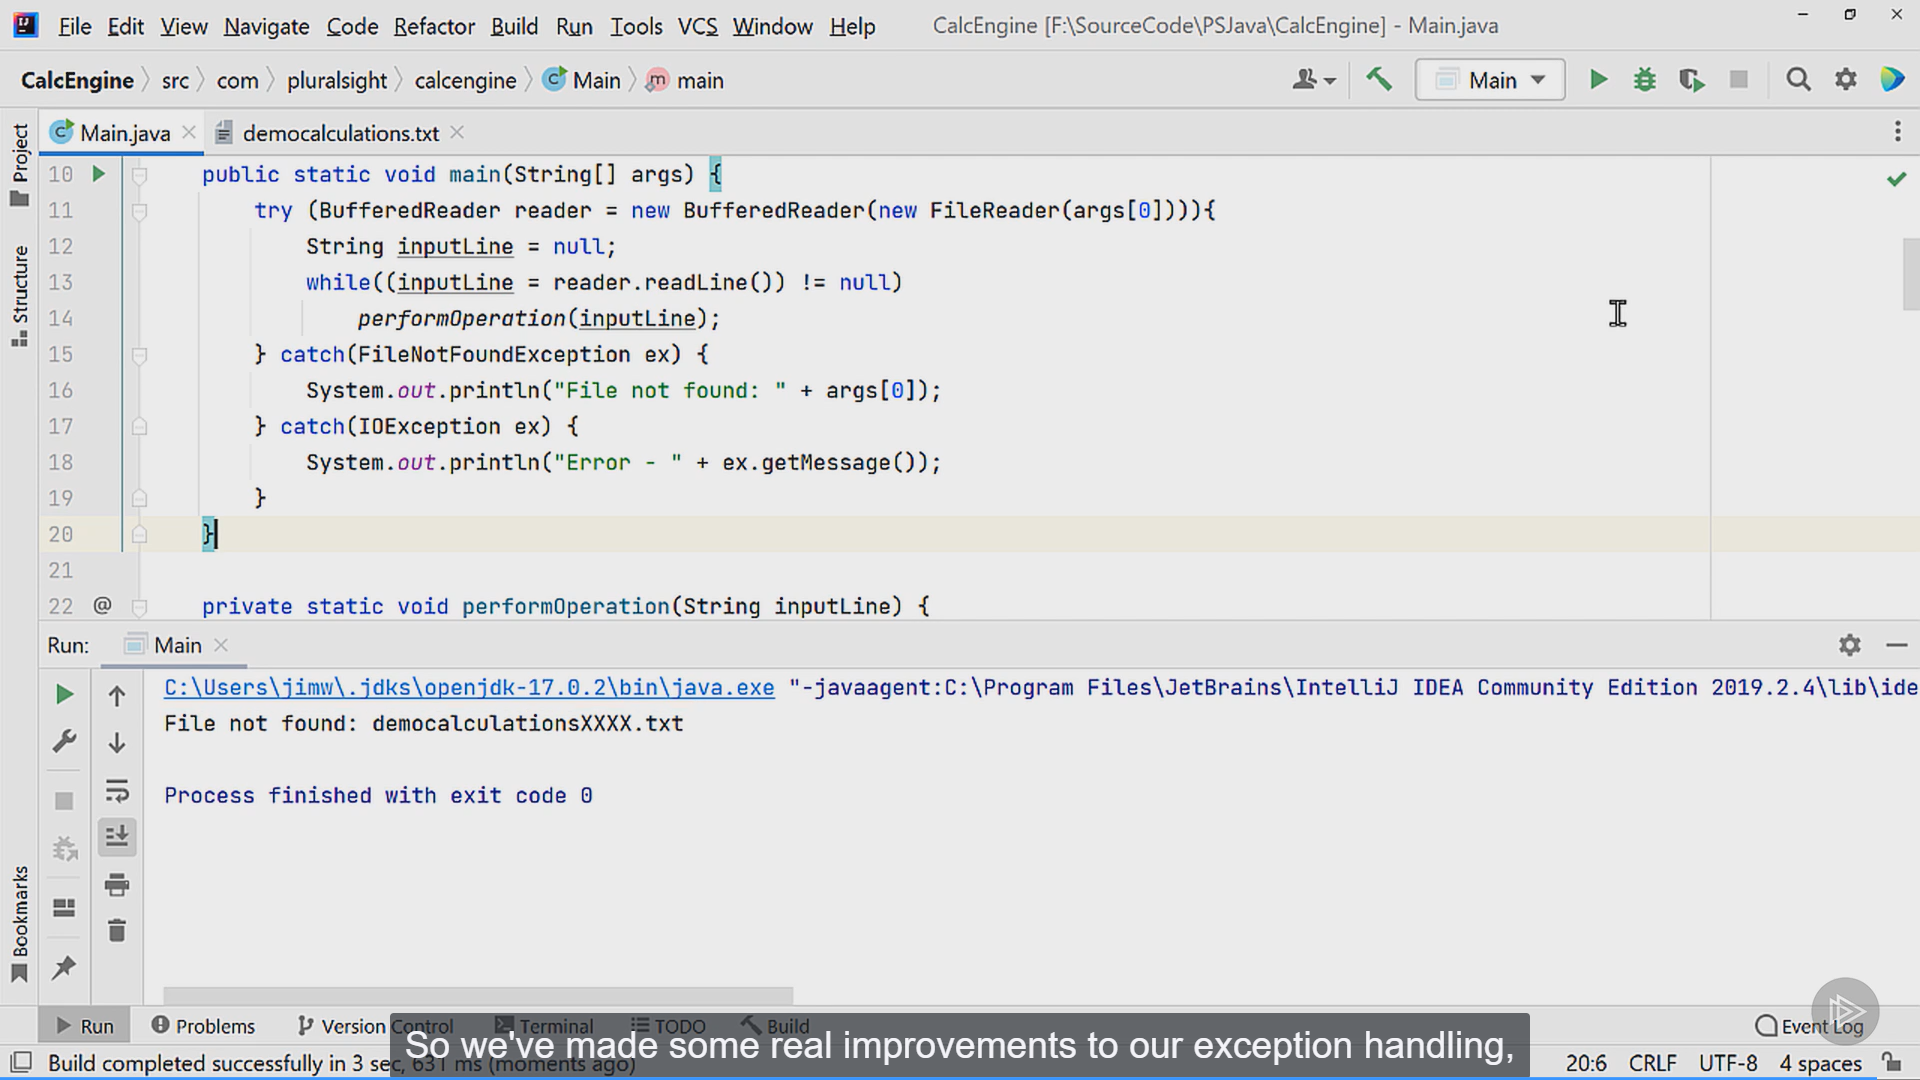 File Edit View Navigate Code Refactor Build Run Tools VCS Window Help CalcEngine [F:\SourceCode\PSJava\CalcEngine] - Main.java
CalcEngine src com pluralsight calcengine Main main Main
Main.java democalculations.txt
Project
Structure
Bookmarks
10 public static void main(String[] args) {
11 try (BufferedReader reader = new BufferedReader(new FileReader(args[0]))){
12 String inputLine = null;
13 while((inputLine = reader.readLine()) != null)
14 performOperation(inputLine);
15 } catch(FileNotFoundException ex) {
16 System.out.println("File not found: " + args[0]);
17 } catch(IOException ex) {
18 System.out.println("Error - " + ex.getMessage());
19 }
20 }
21
22 @ private static void performOperation(String inputLine) {
Run: Main
C:\Users\jimw\.jdks\openjdk-17.0.2\bin\java.exe "-javaagent:C:\Program Files\JetBrains\IntelliJ IDEA Community Edition 2019.2.4\lib\ide
File not found: democalculationsXXXX.txt
Process finished with exit code 0
Run Problems Version Control Terminal TODO Build Event Log
So we've made some real improvements to our exception handling,
Build completed successfully in 3 sec, 631 ms (moments ago) 20:6 CRLF UTF-8 4 spaces